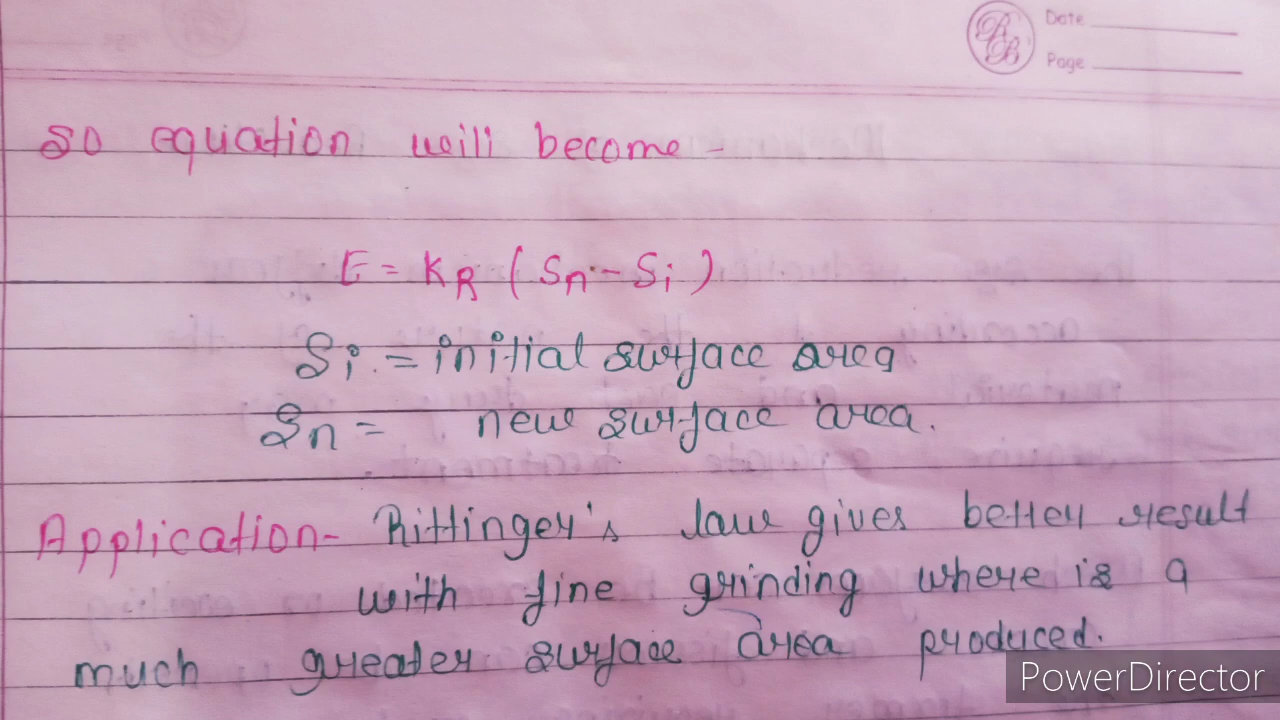 RB Date
Page
So equation will become -
E = KR (Sn - Si)
Si = initial surface area
Sn = new surface area.
Application- Rittinger's law gives better result
with fine grinding where is a
much greater surface area produced.
PowerDirector